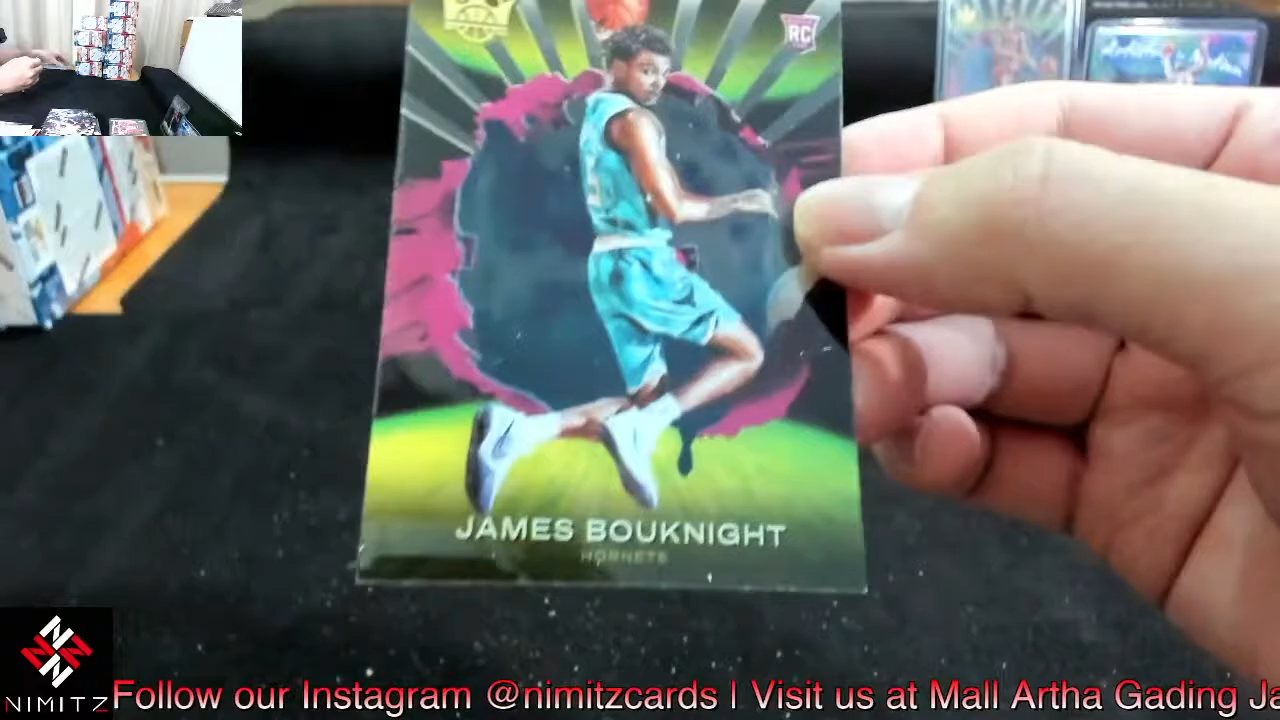 RC
JAMES BOUKNIGHT
HORNETS
NIMITZ
Follow our Instagram @nimitzcards | Visit us at Mall Artha Gading Ja